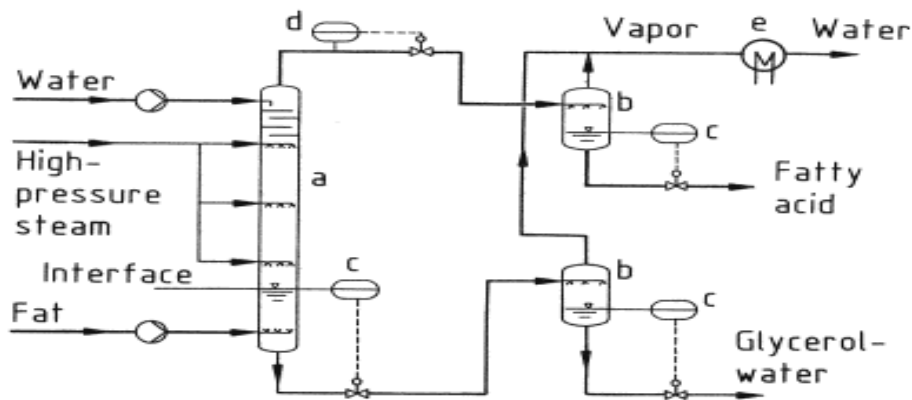 d
Vapor
e
Water
Water
b
c
High-
pressure
steam
a
Fatty
acid
Interface
c
b
c
Fat
Glycerol-
water